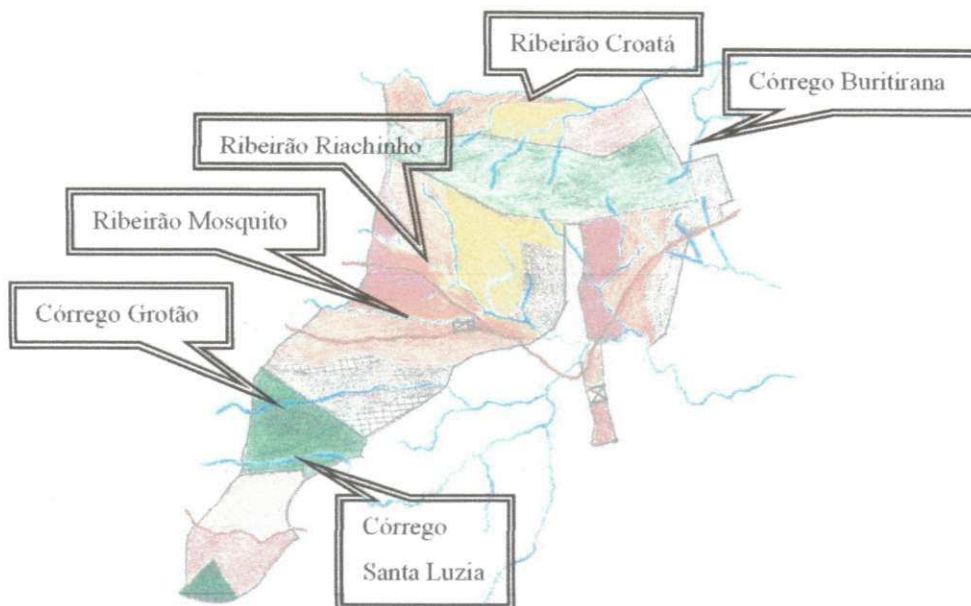 Ribeirão Croatá
Córrego Buritirana
Ribeirão Riachinho
Ribeirão Mosquito
Córrego Grotão
Córrego
Santa Luzia